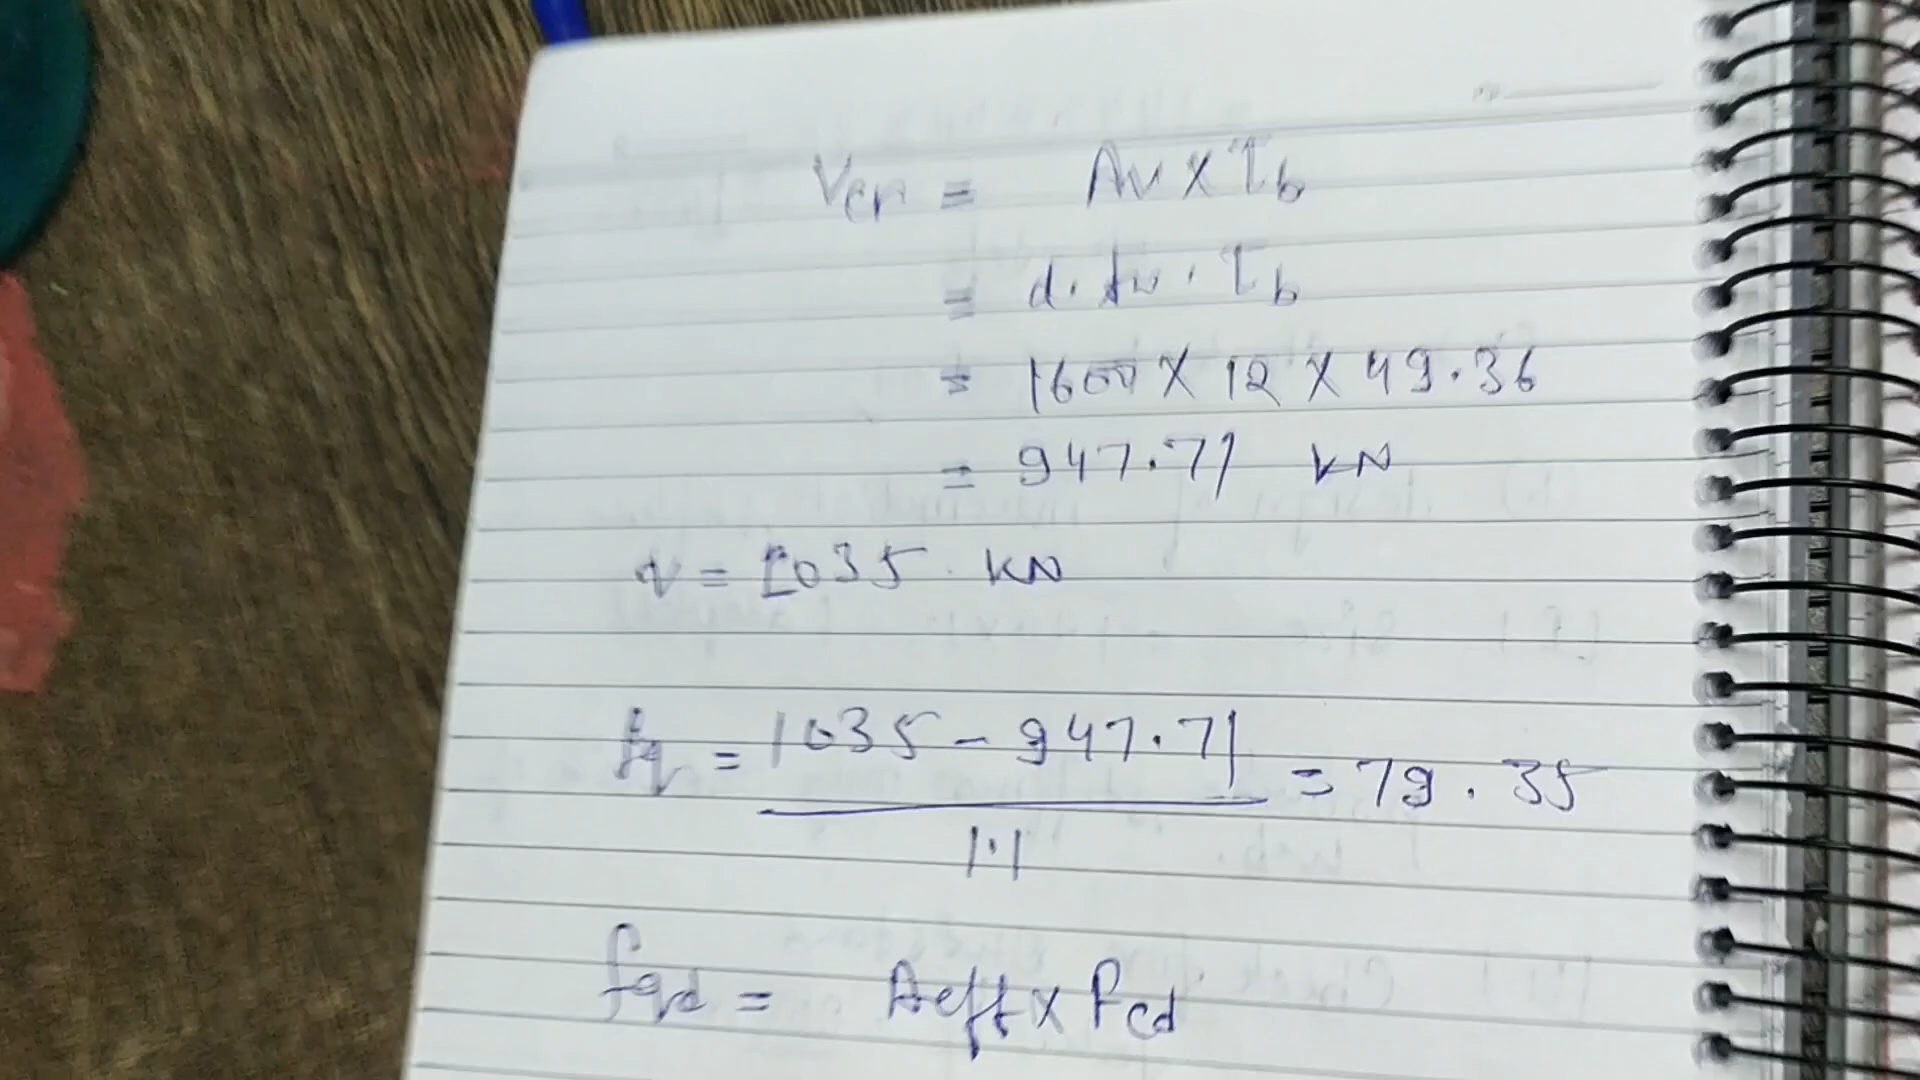 Vcr = Av × τb
= d. tw . τb
= 1600 × 12 × 49.36
= 947.71 kN
v = 1035 kN
fq = 1035 - 947.71 / 1.1 = 79.35
fqd = Aeff × Fcd